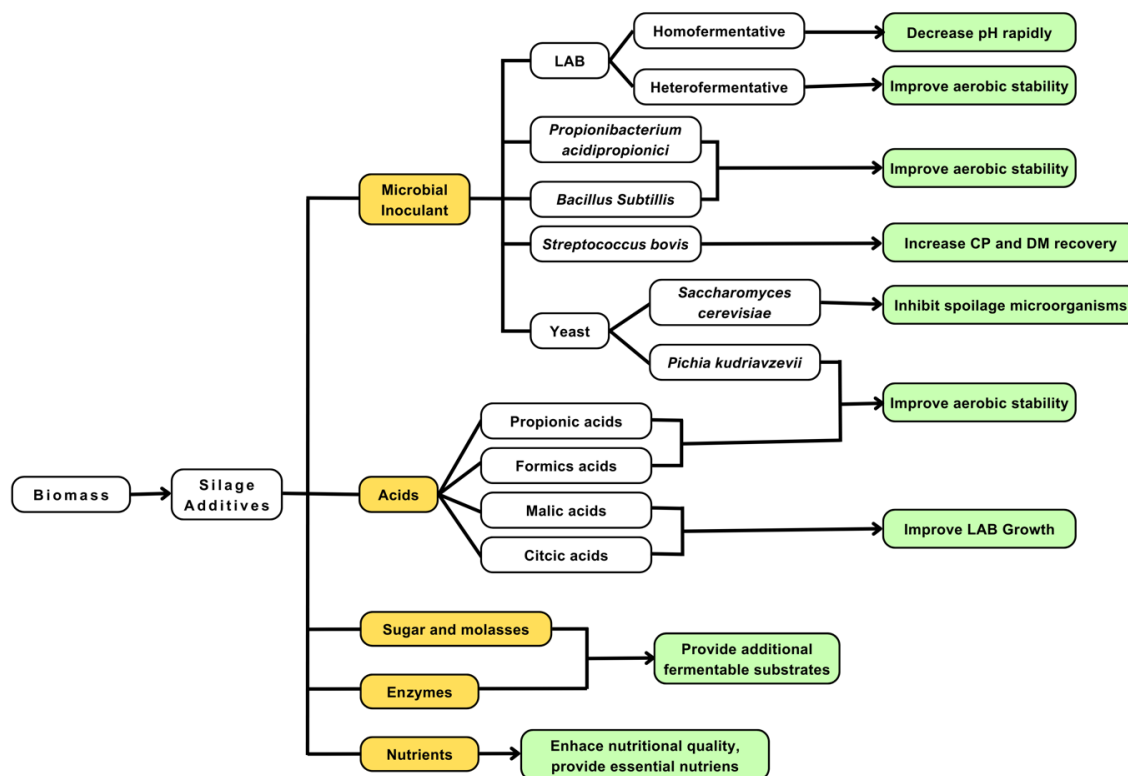 Homofermentative
Decrease pH rapidly
LAB
Heterofermentative
Improve aerobic stability
Propionibacterium
acidipropionici
Improve aerobic stability
Microbial
Inoculant
Bacillus Subtillis
Streptococcus bovis
Increase CP and DM recovery
Saccharomyces
cerevisiae
Inhibit spoilage microorganisms
Yeast
Pichia kudriavzevii
Improve aerobic stability
Propionic acids
Formics acids
Biomass
Silage
Additives
Acids
Malic acids
Improve LAB Growth
Citcic acids
Sugar and molasses
Provide additional
fermentable substrates
Enzymes
Nutrients
Enhace nutritional quality,
provide essential nutriens